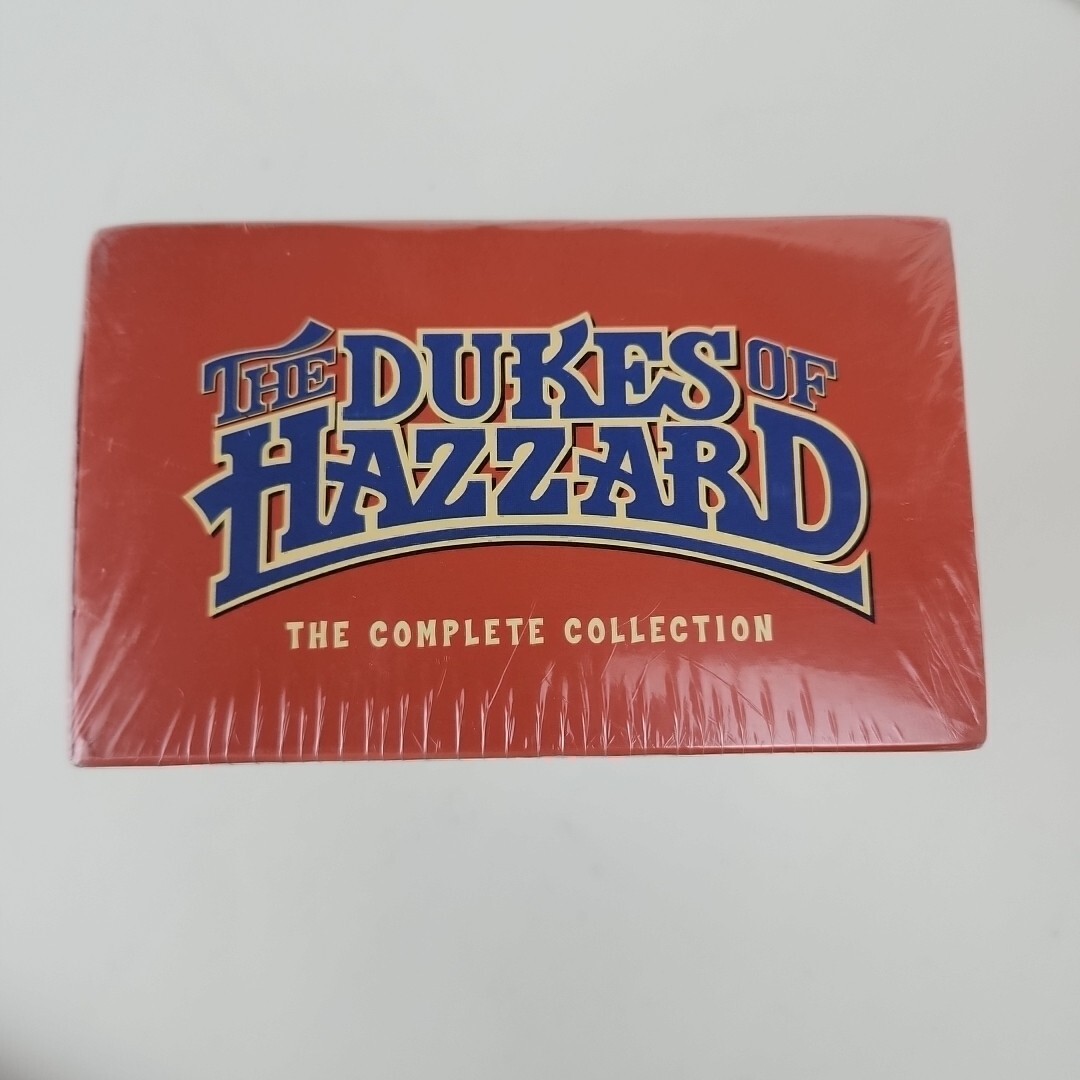 THE DUKES OF
HAZZARD
THE COMPLETE COLLECTION